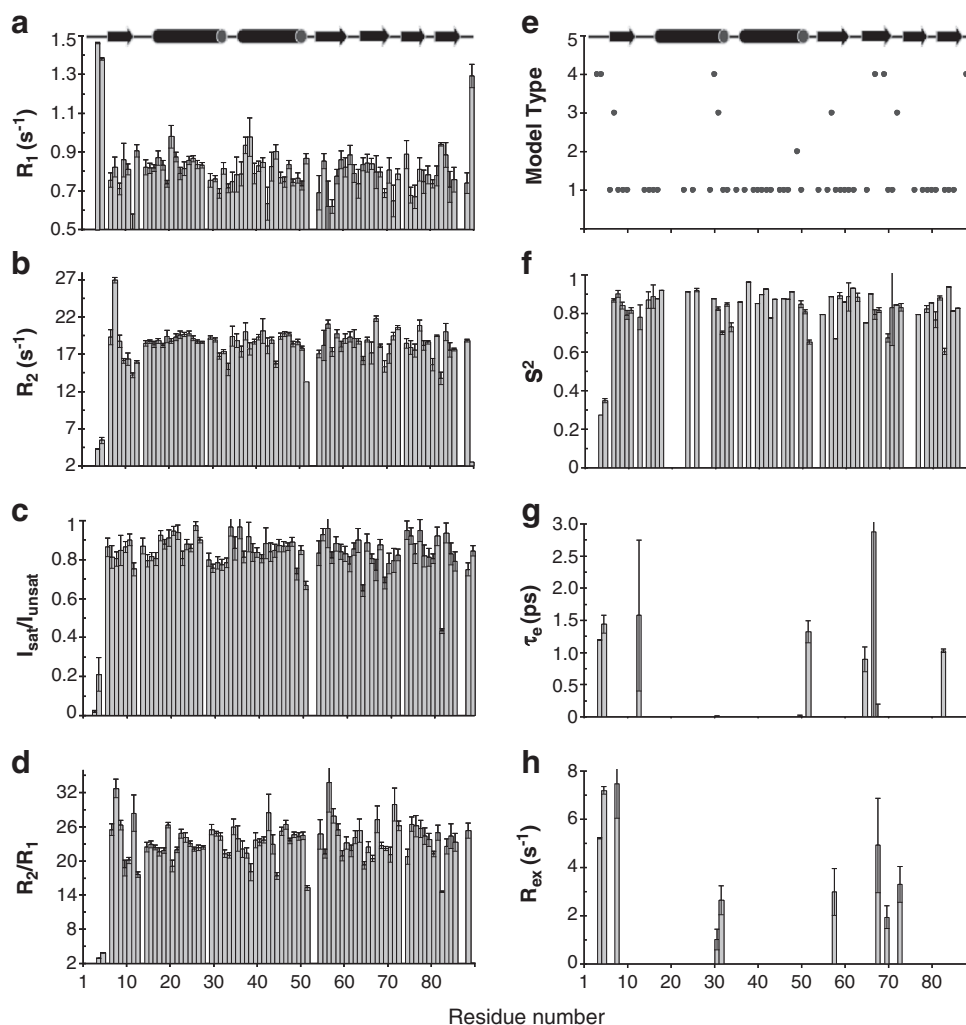 a
1.5
1.3
1.1
0.9
0.7
0.5
R1 (s-1)
b
27
22
17
12
7
2
R2 (s-1)
c
1
0.8
0.6
0.4
0.2
0
Isat/Iunsat
d
32
26
20
14
8
2
R2/R1
1 10 20 30 40 50 60 70 80
e
5
4
3
2
1
Model Type
f
1
0.8
0.6
0.4
0.2
0
S2
g
3.0
2.5
2.0
1.5
1.0
0.5
0
τe (ps)
h
8
6
4
2
0
Rex (s-1)
1 10 20 30 40 50 60 70 80
Residue number